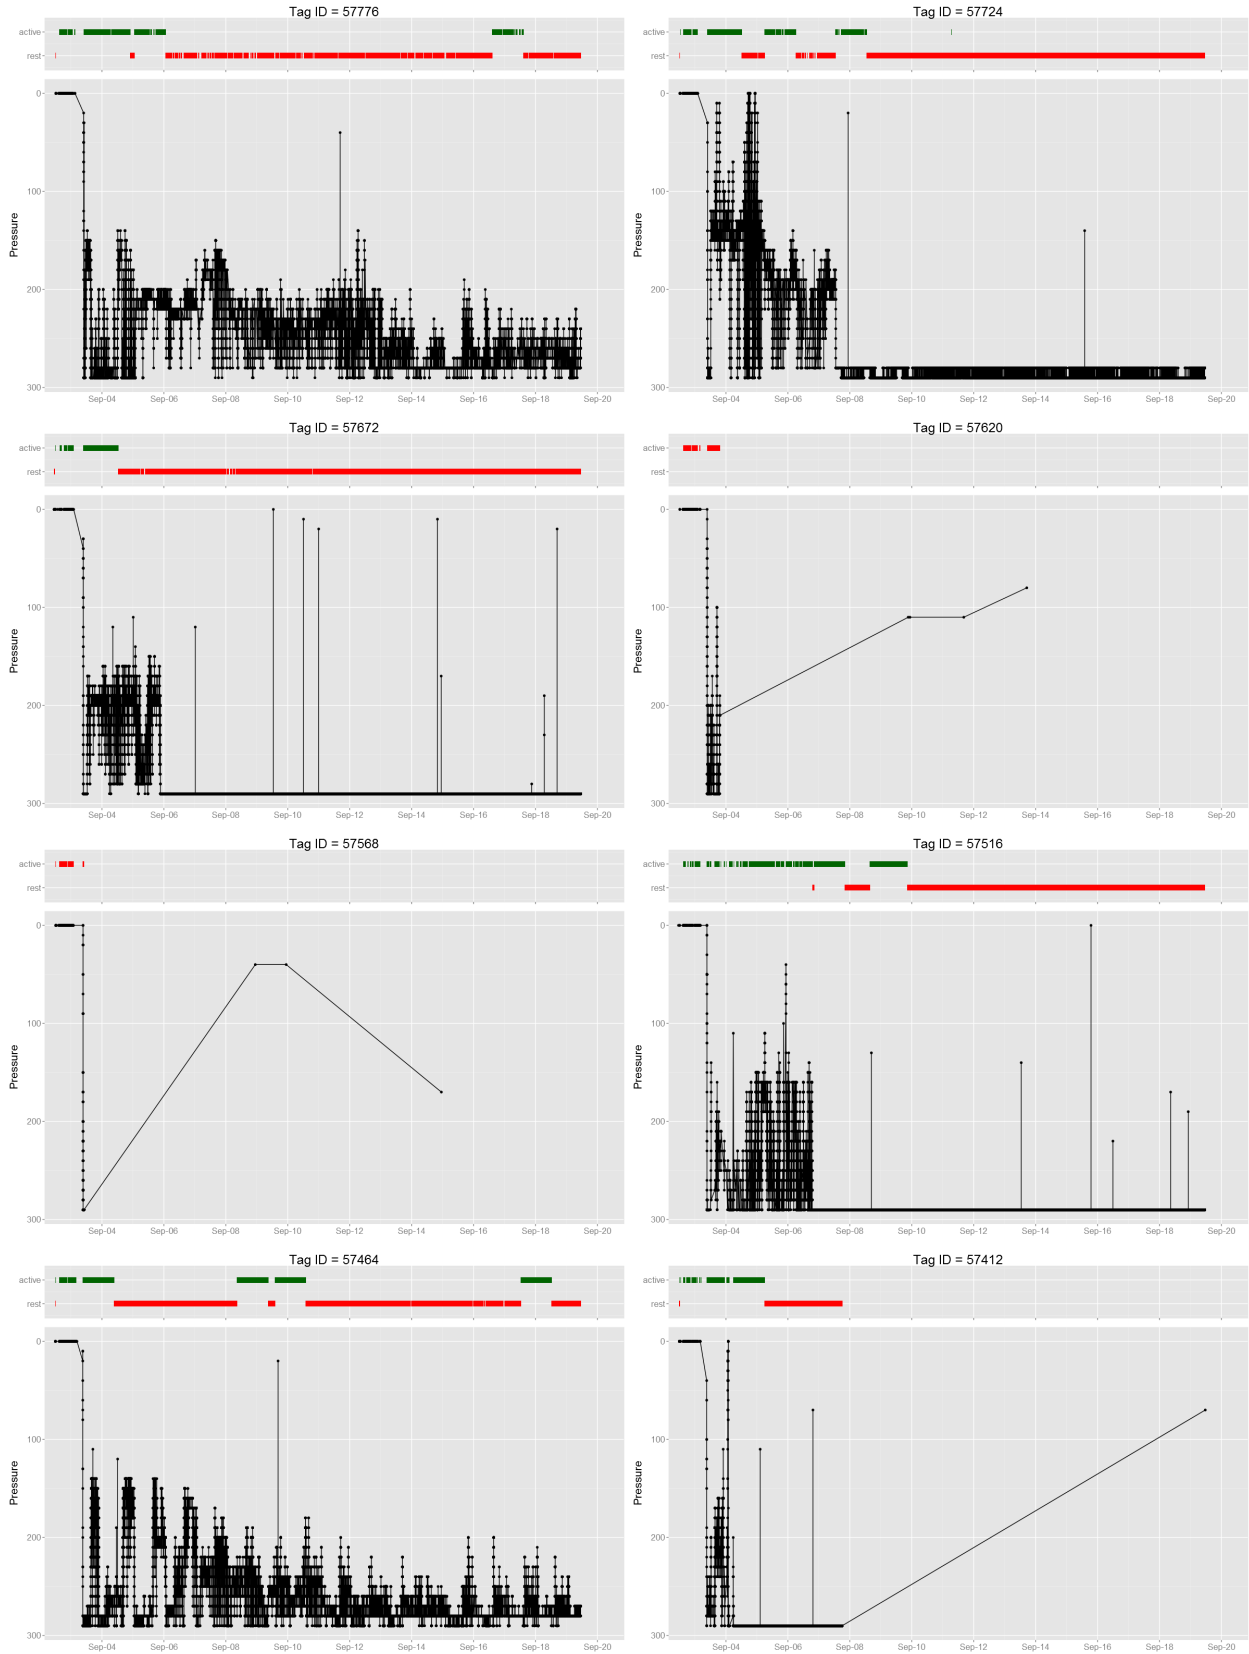 Tag ID = 57776
active
rest
0
100
200
300
Pressure
Sep-04 Sep-06 Sep-08 Sep-10 Sep-12 Sep-14 Sep-16 Sep-18 Sep-20
Tag ID = 57724
active
rest
0
100
200
300
Pressure
Sep-04 Sep-06 Sep-08 Sep-10 Sep-12 Sep-14 Sep-16 Sep-18 Sep-20
Tag ID = 57672
active
rest
0
100
200
300
Pressure
Sep-04 Sep-06 Sep-08 Sep-10 Sep-12 Sep-14 Sep-16 Sep-18 Sep-20
Tag ID = 57620
active
rest
0
100
200
300
Pressure
Sep-04 Sep-06 Sep-08 Sep-10 Sep-12 Sep-14 Sep-16 Sep-18 Sep-20
Tag ID = 57568
active
rest
0
100
200
300
Pressure
Sep-04 Sep-06 Sep-08 Sep-10 Sep-12 Sep-14 Sep-16 Sep-18 Sep-20
Tag ID = 57516
active
rest
0
100
200
300
Pressure
Sep-04 Sep-06 Sep-08 Sep-10 Sep-12 Sep-14 Sep-16 Sep-18 Sep-20
Tag ID = 57464
active
rest
0
100
200
300
Pressure
Sep-04 Sep-06 Sep-08 Sep-10 Sep-12 Sep-14 Sep-16 Sep-18 Sep-20
Tag ID = 57412
active
rest
0
100
200
300
Pressure
Sep-04 Sep-06 Sep-08 Sep-10 Sep-12 Sep-14 Sep-16 Sep-18 Sep-20